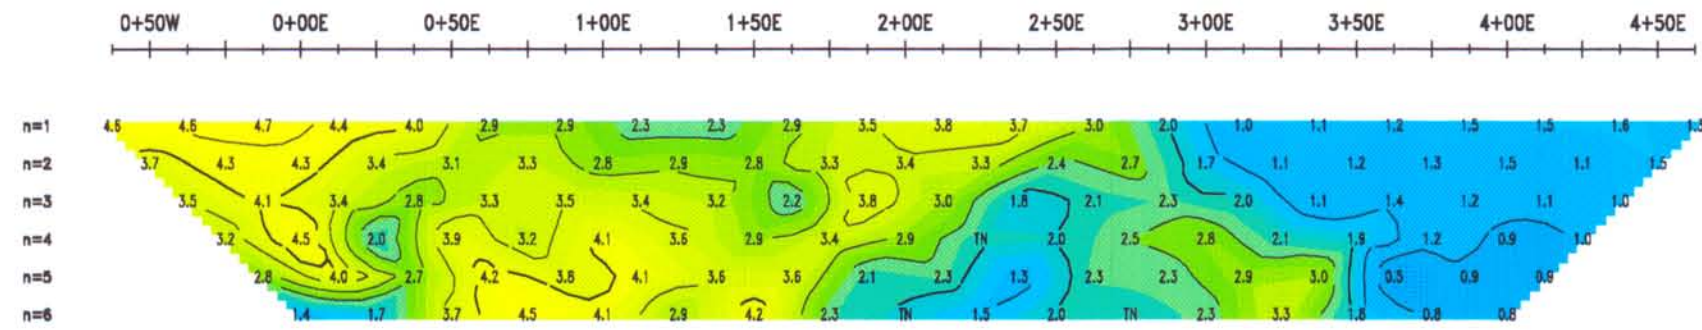 0+50W 0+00E 0+50E 1+00E 1+50E 2+00E 2+50E 3+00E 3+50E 4+00E 4+50E
n=1 4.6 4.6 4.7 4.4 4.0 2.9 2.9 2.3 2.3 2.9 3.5 3.8 3.7 3.0 2.0 1.0 1.1 1.2 1.5 1.5 1.6 1.5
n=2 3.7 4.3 4.3 3.4 3.1 3.3 2.8 2.9 2.8 3.3 3.4 3.3 2.4 2.7 1.7 1.1 1.2 1.3 1.5 1.1 1.5
n=3 3.5 4.1 3.4 2.8 3.3 3.5 3.4 3.2 2.2 3.8 3.0 1.8 2.1 2.3 2.0 1.1 1.4 1.2 1.1 1.0
n=4 3.2 4.5 2.0 3.9 3.2 4.1 3.6 2.9 3.4 2.9 TN 2.0 2.5 2.8 2.1 1.9 1.2 0.9 1.0
n=5 2.8 4.0 2.7 4.2 3.8 4.1 3.6 3.6 2.1 2.3 1.3 2.3 2.3 2.9 3.0 0.9 0.9
n=6 1.4 1.7 3.7 4.5 4.1 2.9 4.2 2.3 TN 1.5 2.0 TN 2.3 3.3 1.8 0.8 0.8